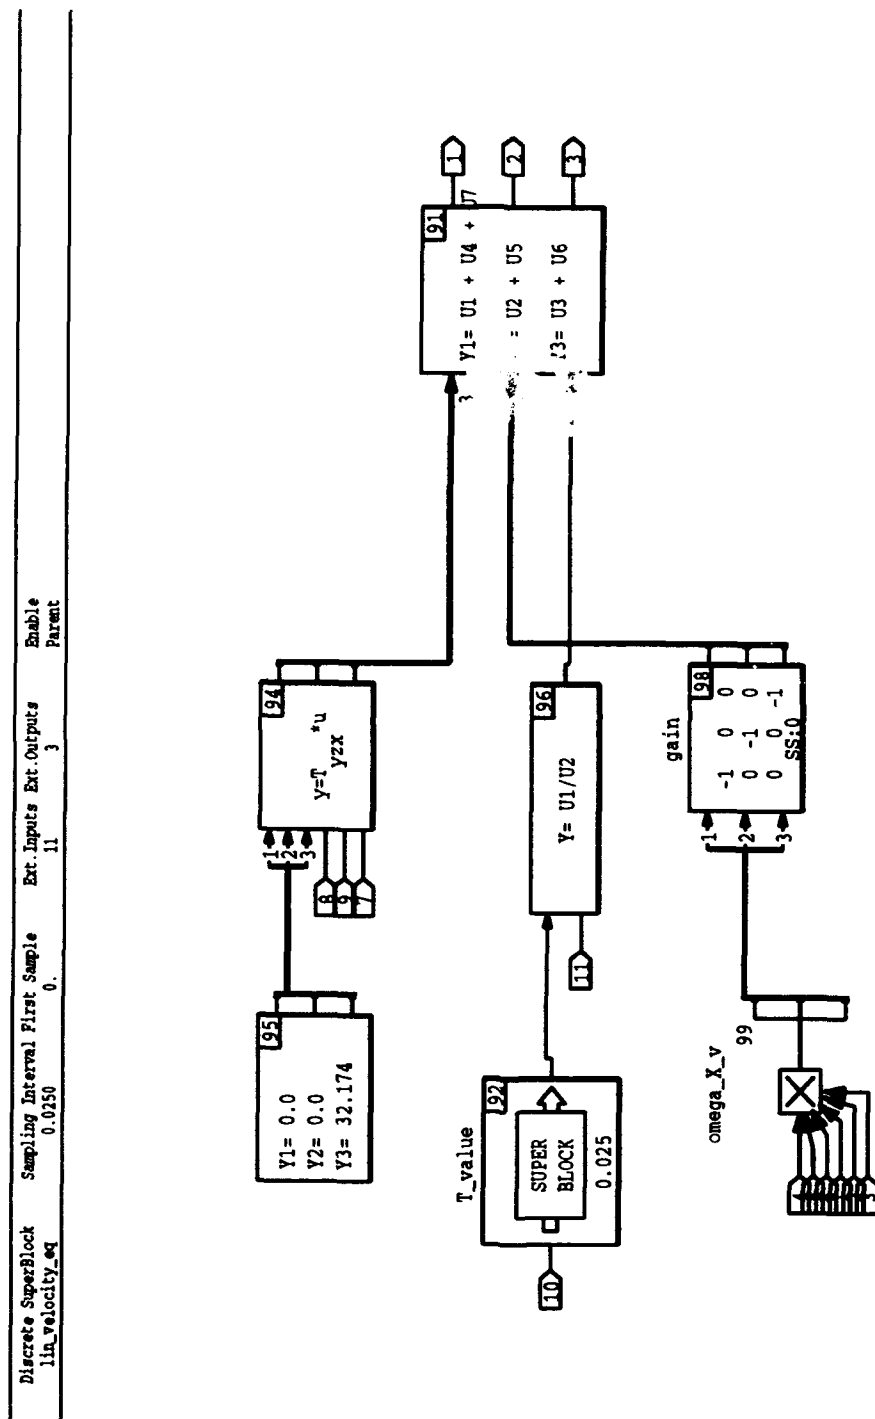 Discrete SuperBlock Sampling Interval First Sample Ext.Inputs Ext.Outputs Enable
lin_velocity_eq 0.0250 0. 11 3 Parent
95
Y1= 0.0
Y2= 0.0
Y3= 32.174
1
2
3
8
9
7
94
y=T *u
yzx
3
91
Y1= U1 + U4 + U7
= U2 + U5
Y3= U3 + U6
1
2
3
T_value
92
SUPER
BLOCK
0.025
10
11
96
Y= U1/U2
omega_X_v
99
gain
98
1
2
3
-1 0 0
0 -1 0
0 0 -1
SS:0